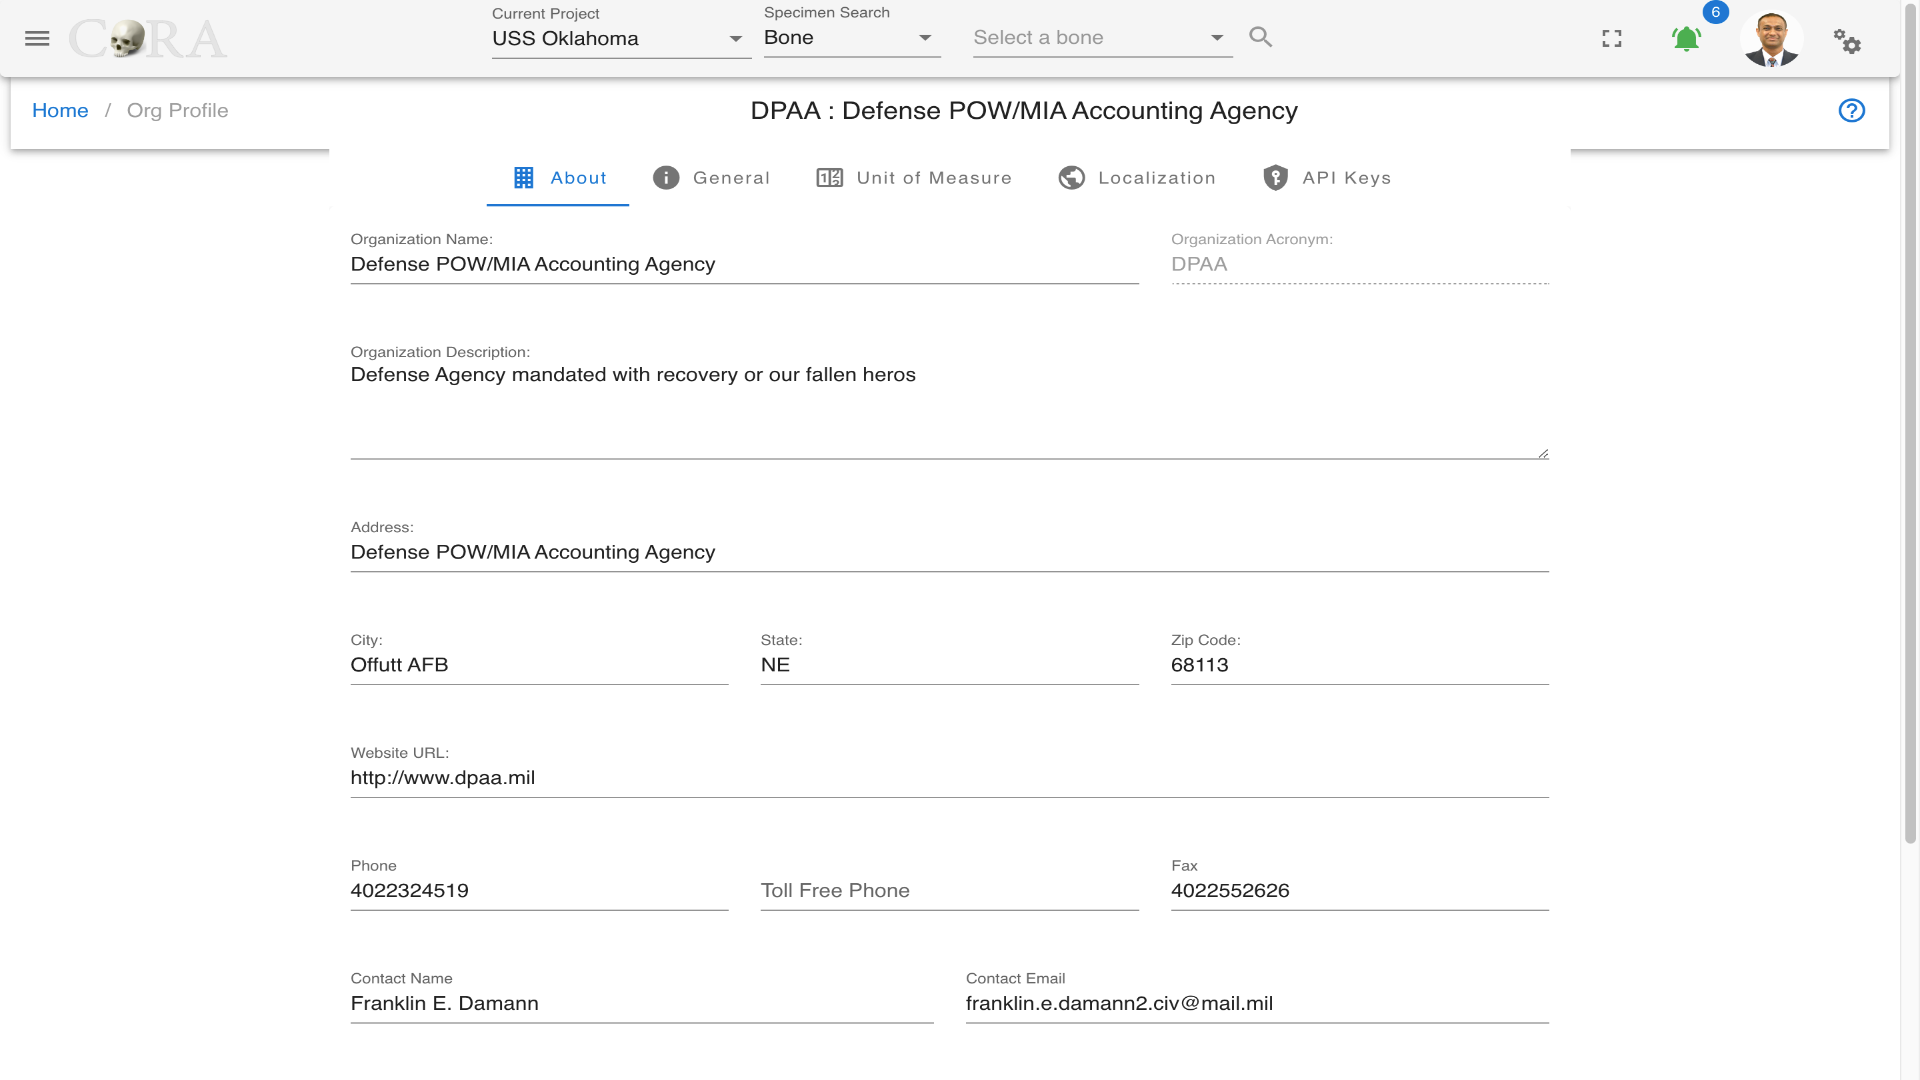 CORA
Current Project
USS Oklahoma
Specimen Search
Bone
Select a bone
6
Home / Org Profile
DPAA : Defense POW/MIA Accounting Agency
About
General
Unit of Measure
Localization
API Keys
Organization Name:
Defense POW/MIA Accounting Agency
Organization Acronym:
DPAA
Organization Description:
Defense Agency mandated with recovery or our fallen heros
Address:
Defense POW/MIA Accounting Agency
City:
Offutt AFB
State:
NE
Zip Code:
68113
Website URL:
http://www.dpaa.mil
Phone
4022324519
Toll Free Phone
Fax
4022552626
Contact Name
Franklin E. Damann
Contact Email
franklin.e.damann2.civ@mail.mil